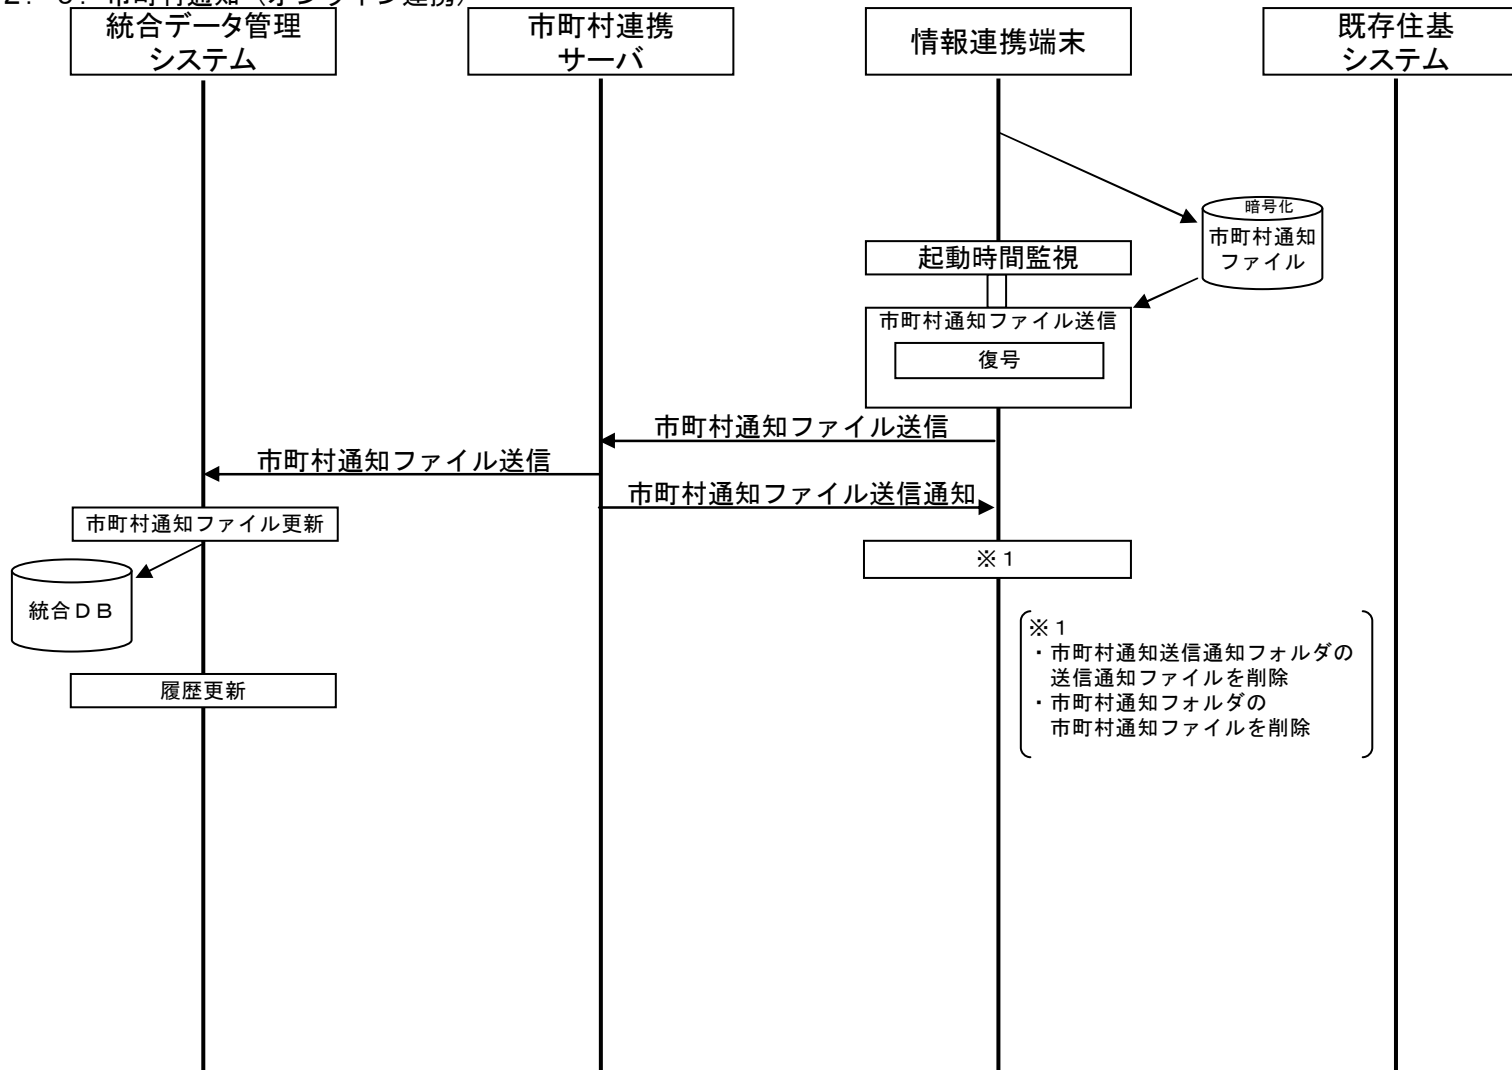 市町村通知
統合データ管理
システム
市町村連携
サーバ
情報連携端末
既存住基
システム
暗号化
市町村通知
ファイル
起動時間監視
市町村通知ファイル送信
復号
市町村通知ファイル送信
市町村通知ファイル送信
市町村通知ファイル送信通知
市町村通知ファイル更新
※１
統合ＤＢ
※１
・市町村通知送信通知フォルダの
送信通知ファイルを削除
・市町村通知フォルダの
市町村通知ファイルを削除
履歴更新